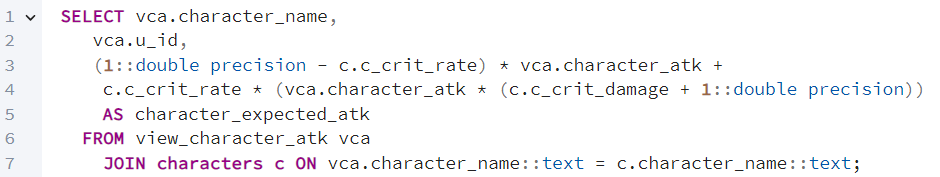 1 SELECT vca.character_name,
2 vca.u_id,
3 (1::double precision - c.c_crit_rate) * vca.character_atk +
4 c.c_crit_rate * (vca.character_atk * (c.c_crit_damage + 1::double precision))
5 AS character_expected_atk
6 FROM view_character_atk vca
7 JOIN characters c ON vca.character_name::text = c.character_name::text;